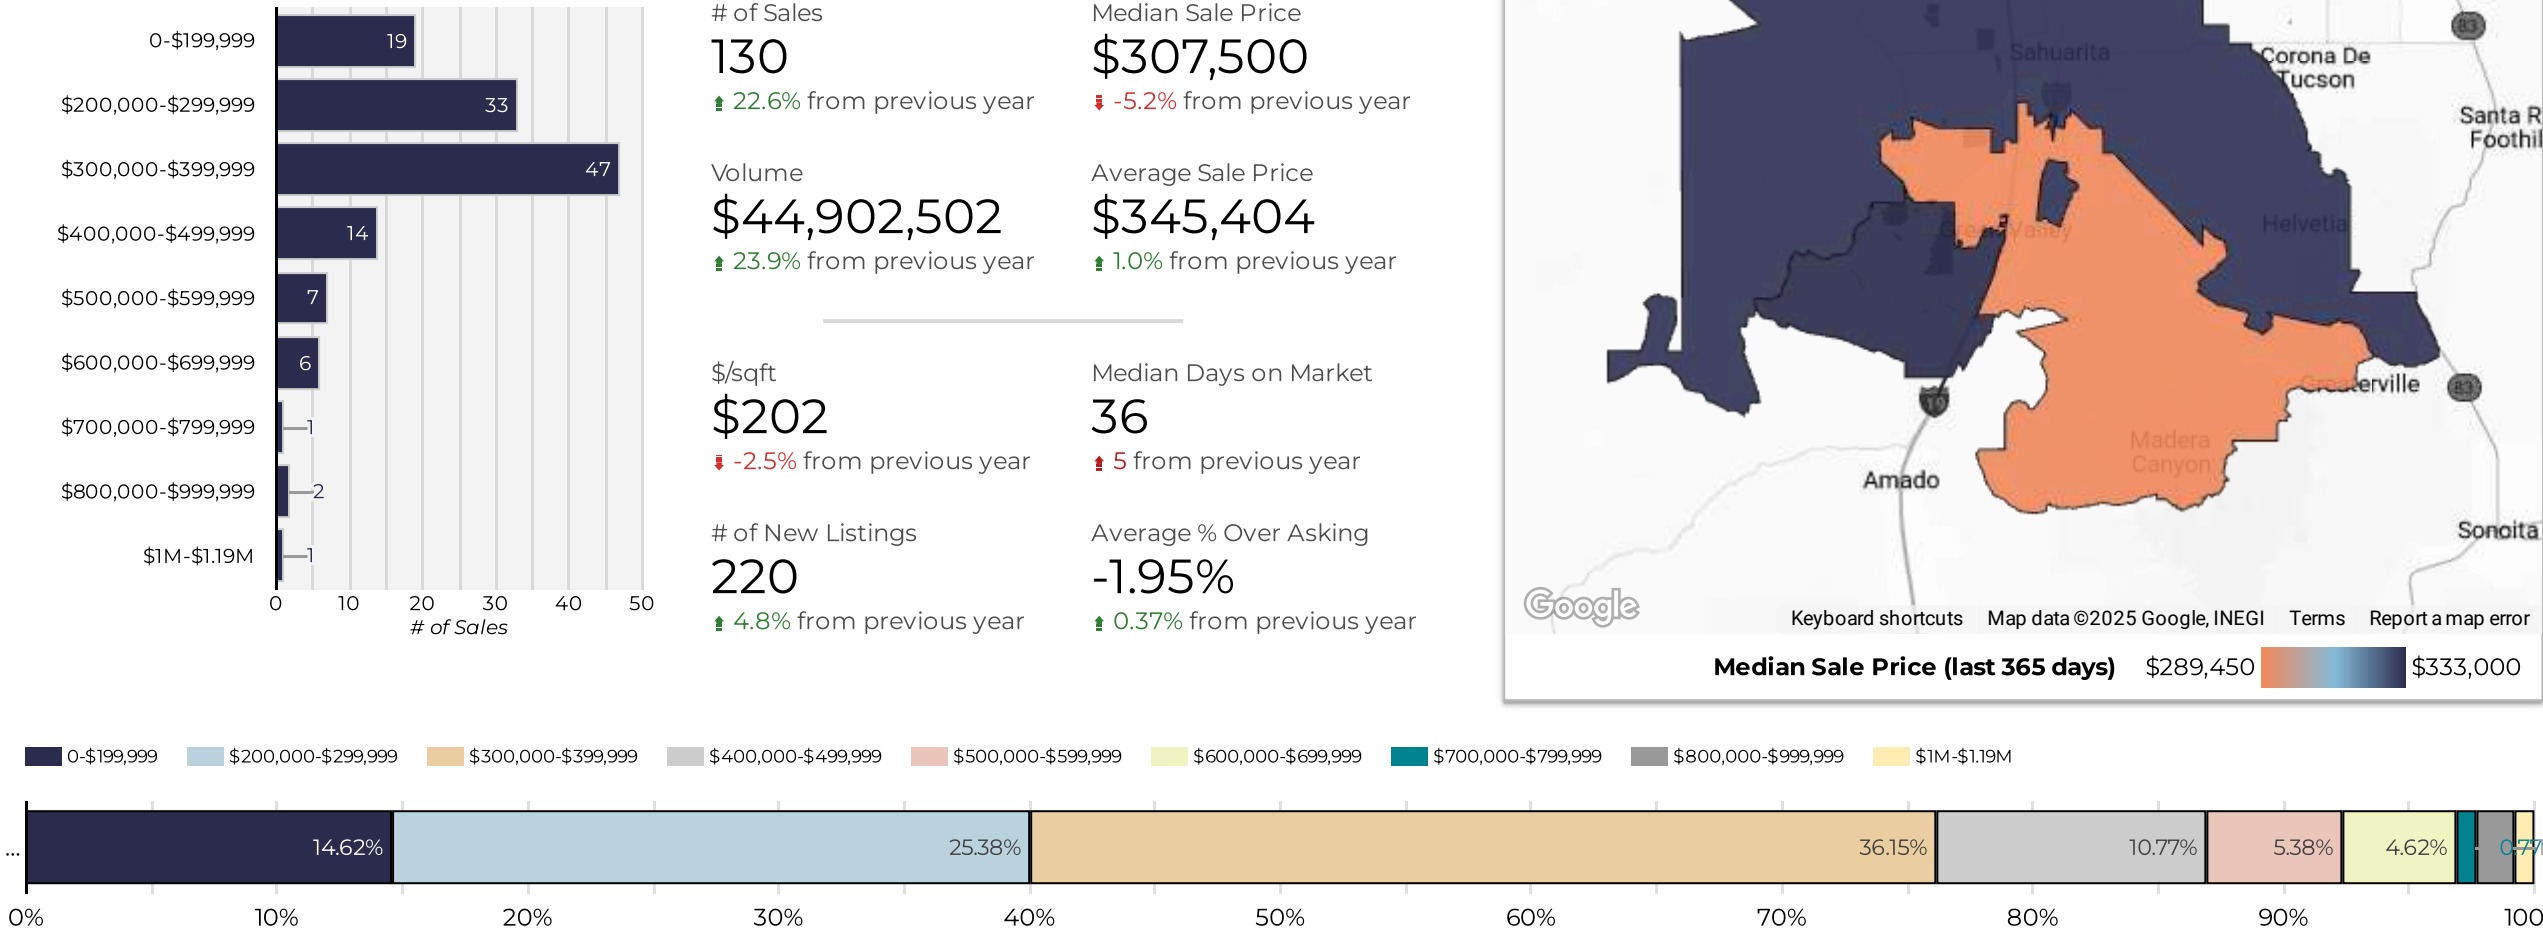 0-$199,999
19
$200,000-$299,999
33
$300,000-$399,999
47
$400,000-$499,999
14
$500,000-$599,999
7
$600,000-$699,999
6
$700,000-$799,999
1
$800,000-$999,999
2
$1M-$1.19M
1
0 10 20 30 40 50
# of Sales
# of Sales
130
22.6% from previous year
Median Sale Price
$307,500
-5.2% from previous year
Volume
$44,902,502
23.9% from previous year
Average Sale Price
$345,404
1.0% from previous year
$/sqft
$202
-2.5% from previous year
Median Days on Market
36
5 from previous year
# of New Listings
220
4.8% from previous year
Average % Over Asking
-1.95%
0.37% from previous year
83
Sahuarita
Corona De
Tucson
Santa R
Foothil
Green Valley
Helvetia
Greaterville
83
19
Madera
Canyon
Amado
Sonoita
Google
Keyboard shortcuts Map data ©2025 Google, INEGI Terms Report a map error
Median Sale Price (last 365 days) $289,450 $333,000
0-$199,999 $200,000-$299,999 $300,000-$399,999 $400,000-$499,999 $500,000-$599,999 $600,000-$699,999 $700,000-$799,999 $800,000-$999,999 $1M-$1.19M
... 14.62% 25.38% 36.15% 10.77% 5.38% 4.62% 0.77
0% 10% 20% 30% 40% 50% 60% 70% 80% 90% 100